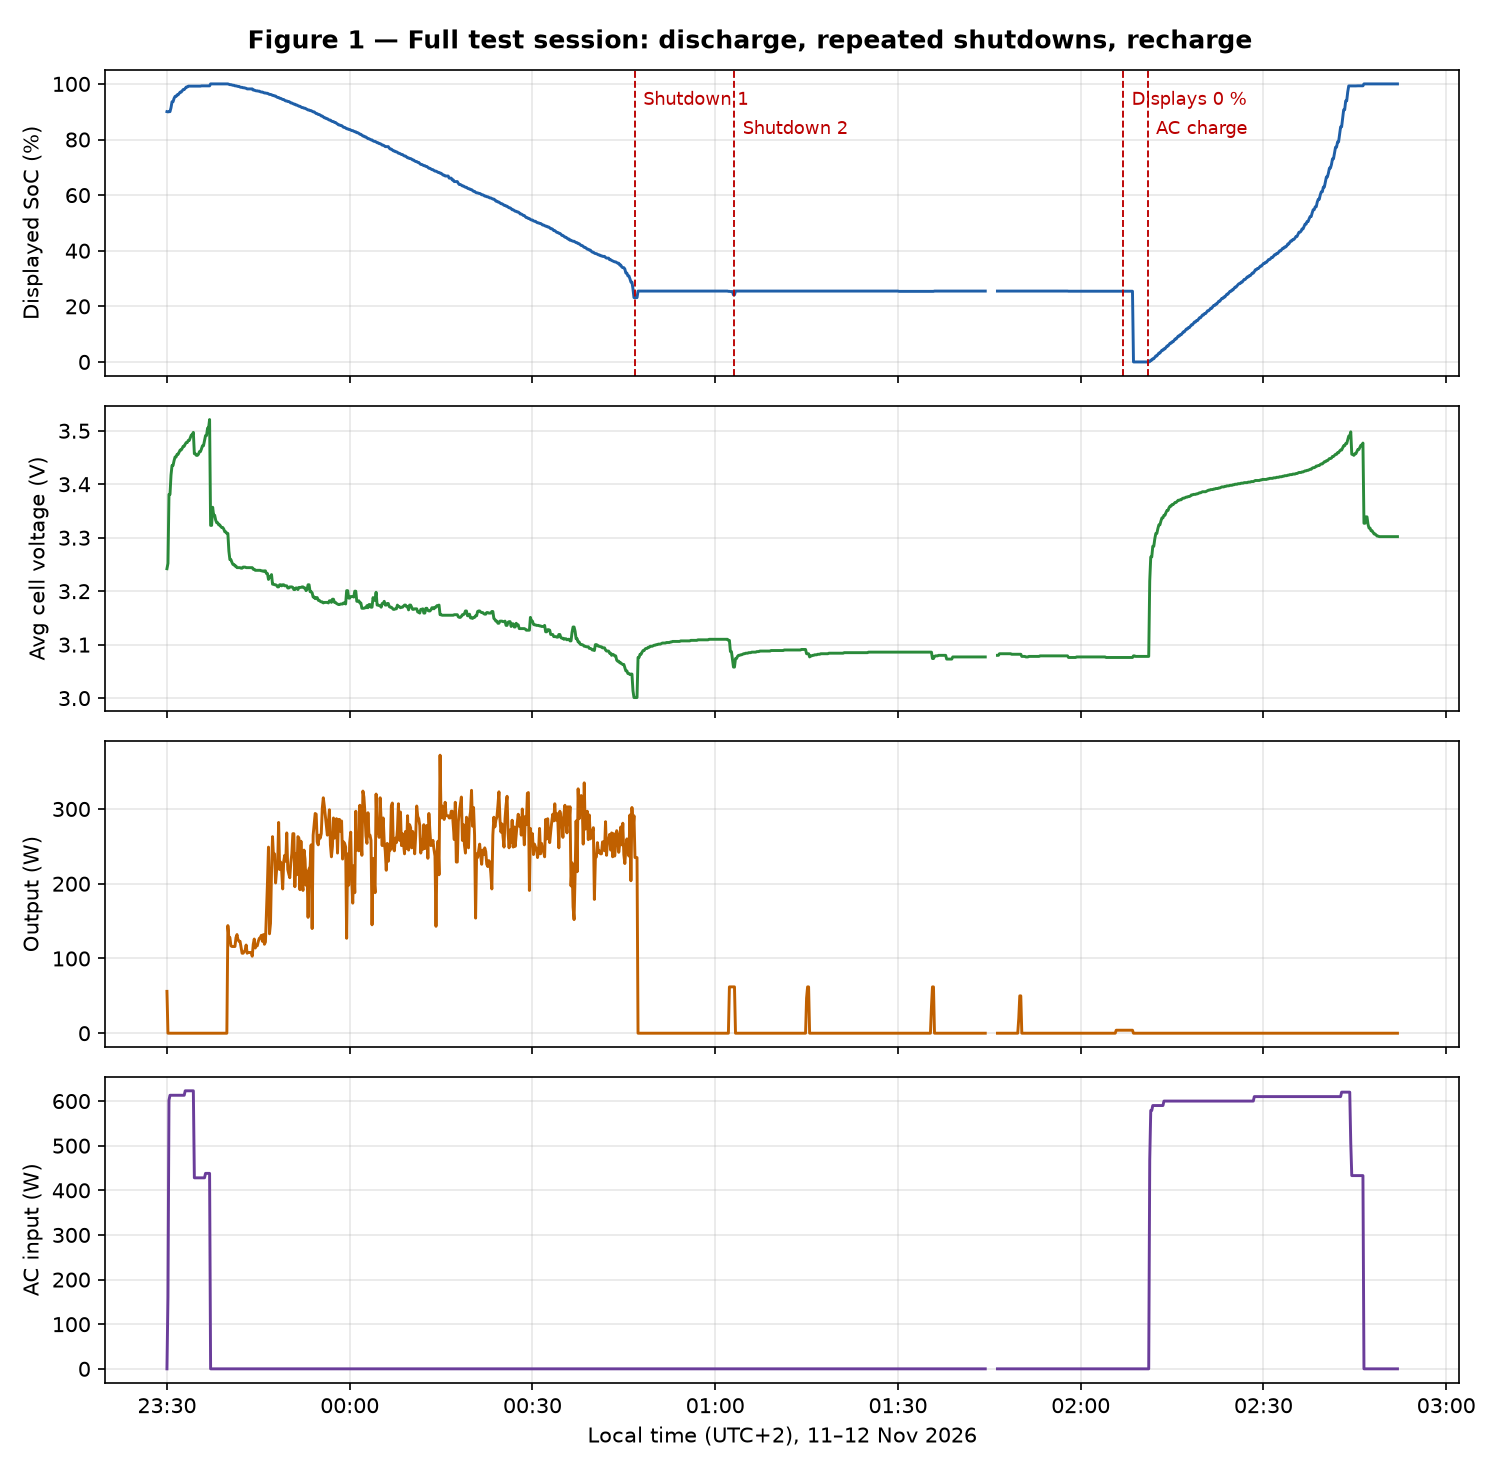 Figure 1 — Full test session: discharge, repeated shutdowns, recharge
Displayed SoC (%)
100
80
60
40
20
0
Shutdown 1
Shutdown 2
Displays 0 %
AC charge
Avg cell voltage (V)
3.5
3.4
3.3
3.2
3.1
3.0
Output (W)
300
200
100
0
AC input (W)
600
500
400
300
200
100
0
23:30 00:00 00:30 01:00 01:30 02:00 02:30 03:00
Local time (UTC+2), 11–12 Nov 2026